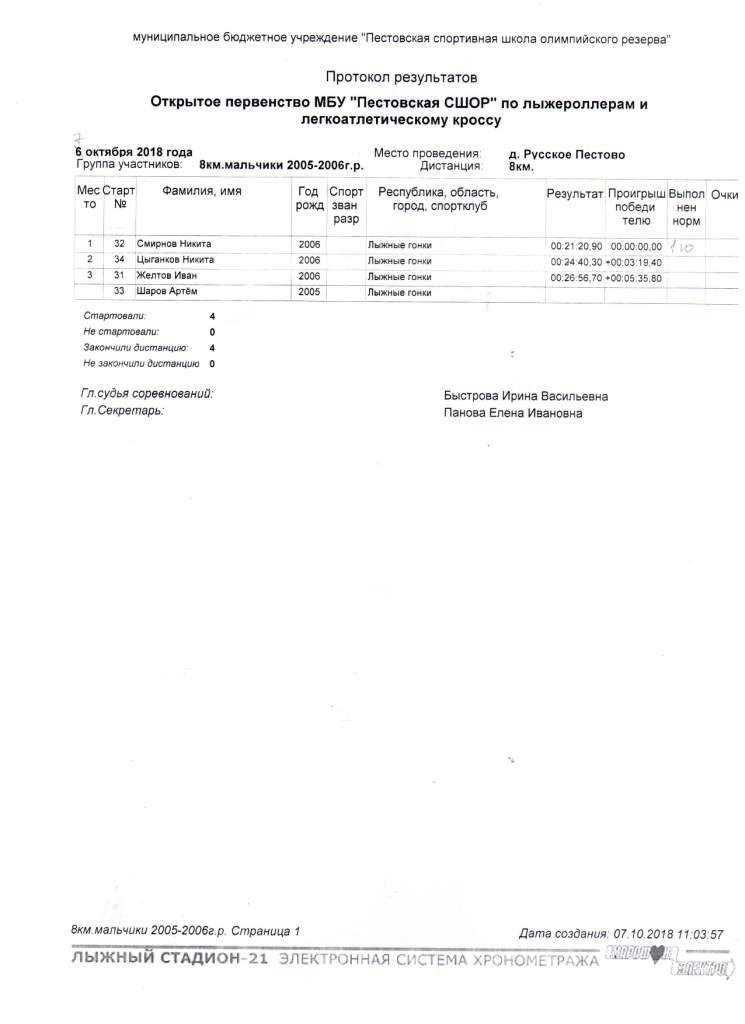 муниципальное бюджетное учреждение "Пестовская спортивная школа олимпийского резерва"
Протокол результатов
Открытое первенство МБУ "Пестовская СШОР" по лыжероллерам и
легкоатлетическому кроссу
7
6 октября 2018 года Место проведения: д. Русское Пестово
Группа участников: 8км.мальчики 2005-2006г.р. Дистанция: 8км.
Мес Старт Фамилия, имя Год Спорт Республика, область, Результат Проигрыш Выпол Очки
то № рожд зван город, спортклуб победи нен
разр телю норм
1 32 Смирнов Никита 2006 Лыжные гонки 00:21:20,90 00:00:00,00 1 ю
2 34 Цыганков Никита 2006 Лыжные гонки 00:24:40,30 +00:03:19,40
3 31 Желтов Иван 2006 Лыжные гонки 00:26:56,70 +00:05:35,80
33 Шаров Артём 2005 Лыжные гонки
Стартовали: 4
Не стартовали: 0
Закончили дистанцию: 4
Не закончили дистанцию 0
Гл.судья соревнований: Быстрова Ирина Васильевна
Гл.Секретарь: Панова Елена Ивановна
8км.мальчики 2005-2006г.р. Страница 1 Дата создания: 07.10.2018 11:03:57
ЛЫЖНЫЙ СТАДИОН-21 ЭЛЕКТРОННАЯ СИСТЕМА ХРОНОМЕТРАЖА